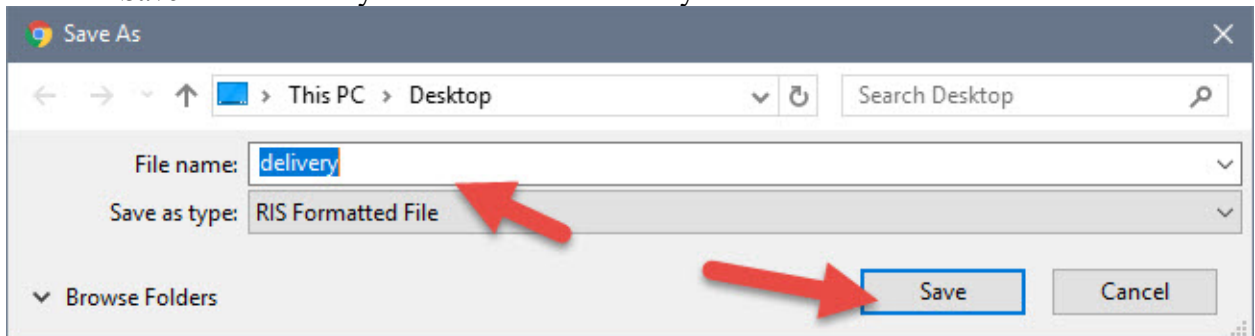 Save As
This PC > Desktop
Search Desktop
File name: delivery
Save as type: RIS Formatted File
Browse Folders
Save
Cancel